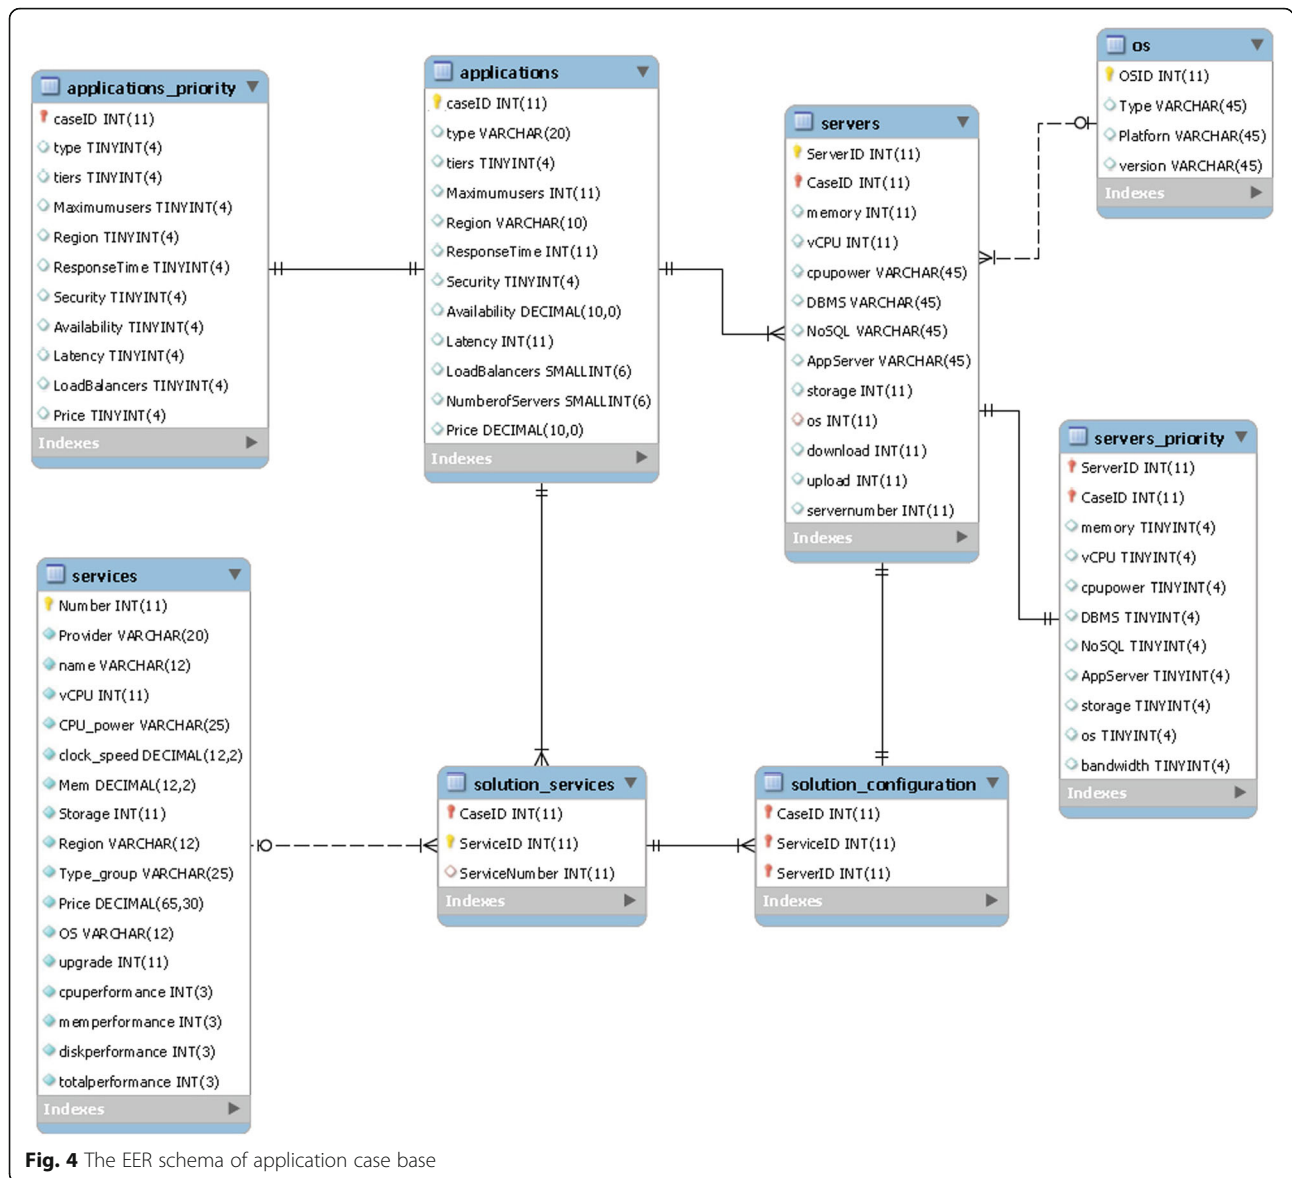 applications_priority
caseID INT(11)
type TINYINT(4)
tiers TINYINT(4)
Maximumusers TINYINT(4)
Region TINYINT(4)
ResponseTime TINYINT(4)
Security TINYINT(4)
Availability TINYINT(4)
Latency TINYINT(4)
LoadBalancers TINYINT(4)
Price TINYINT(4)
Indexes
applications
caseID INT(11)
type VARCHAR(20)
tiers TINYINT(4)
Maximumusers INT(11)
Region VARCHAR(10)
ResponseTime INT(11)
Security TINYINT(4)
Availability DECIMAL(10,0)
Latency INT(11)
LoadBalancers SMALLINT(6)
NumberofServers SMALLINT(6)
Price DECIMAL(10,0)
Indexes
servers
ServerID INT(11)
CaseID INT(11)
memory INT(11)
vCPU INT(11)
cpupower VARCHAR(45)
DBMS VARCHAR(45)
NoSQL VARCHAR(45)
AppServer VARCHAR(45)
storage INT(11)
os INT(11)
download INT(11)
upload INT(11)
servernumber INT(11)
Indexes
os
OSID INT(11)
Type VARCHAR(45)
Platforn VARCHAR(45)
version VARCHAR(45)
Indexes
servers_priority
ServerID INT(11)
CaseID INT(11)
memory TINYINT(4)
vCPU TINYINT(4)
cpupower TINYINT(4)
DBMS TINYINT(4)
NoSQL TINYINT(4)
AppServer TINYINT(4)
storage TINYINT(4)
os TINYINT(4)
bandwidth TINYINT(4)
Indexes
services
Number INT(11)
Provider VARCHAR(20)
name VARCHAR(12)
vCPU INT(11)
CPU_power VARCHAR(25)
clock_speed DECIMAL(12,2)
Mem DECIMAL(12,2)
Storage INT(11)
Region VARCHAR(12)
Type_group VARCHAR(25)
Price DECIMAL(65,30)
OS VARCHAR(12)
upgrade INT(11)
cpuperformance INT(3)
memperformance INT(3)
diskperformance INT(3)
totalperformance INT(3)
Indexes
solution_services
CaseID INT(11)
ServiceID INT(11)
ServiceNumber INT(11)
Indexes
solution_configuration
CaseID INT(11)
ServiceID INT(11)
ServerID INT(11)
Indexes
Fig. 4 The EER schema of application case base